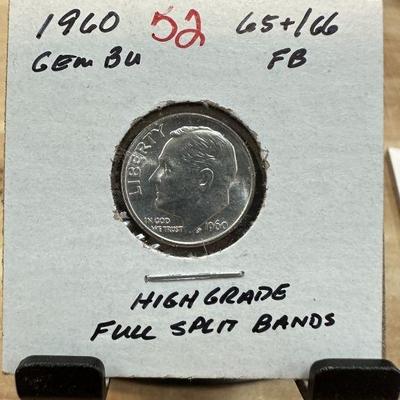 1960 52 65+/66
GEM BU FB
LIBERTY
IN GOD
WE TRUST 1960
HIGH GRADE
FULL SPLIT BANDS